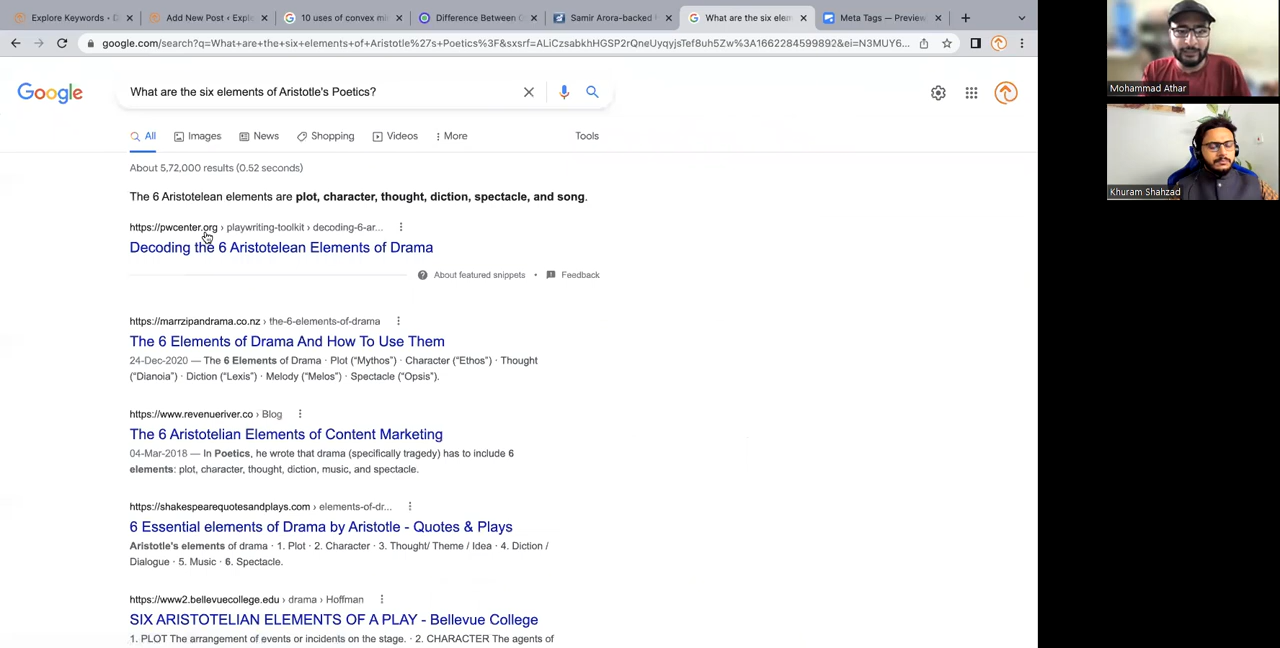 Explore Keywords
Add New Post ‹ Expl
10 uses of convex mi
Difference Between
Samir Arora-backed
What are the six elem
Meta Tags — Preview
google.com/search?q=What+are+the+six+elements+of+Aristotle%27s+Poetics%3F&sxsrf=ALiCzsabkhHGSP2rQneUyqyjsTef8uh5Zw%3A1662284599892&ei=N3MUY6...
Google
What are the six elements of Aristotle's Poetics?
All
Images
News
Shopping
Videos
More
Tools
About 5,72,000 results (0.52 seconds)
The 6 Aristotelean elements are plot, character, thought, diction, spectacle, and song.
https://pwcenter.org › playwriting-toolkit › decoding-6-ar...
Decoding the 6 Aristotelean Elements of Drama
About featured snippets • Feedback
https://marrzipandrama.co.nz › the-6-elements-of-drama
The 6 Elements of Drama And How To Use Them
24-Dec-2020 — The 6 Elements of Drama · Plot (“Mythos”) · Character (“Ethos”) · Thought
(“Dianoia”) · Diction (“Lexis”) · Melody (“Melos”) · Spectacle (“Opsis”).
https://www.revenueriver.co › Blog
The 6 Aristotelian Elements of Content Marketing
04-Mar-2018 — In Poetics, he wrote that drama (specifically tragedy) has to include 6
elements: plot, character, thought, diction, music, and spectacle.
https://shakespearequotesandplays.com › elements-of-dr...
6 Essential elements of Drama by Aristotle - Quotes & Plays
Aristotle's elements of drama · 1. Plot · 2. Character · 3. Thought/ Theme / Idea · 4. Diction /
Dialogue · 5. Music · 6. Spectacle.
https://www2.bellevuecollege.edu › drama › Hoffman
SIX ARISTOTELIAN ELEMENTS OF A PLAY - Bellevue College
1. PLOT The arrangement of events or incidents on the stage. · 2. CHARACTER The agents of
Mohammad Athar
Khuram Shahzad